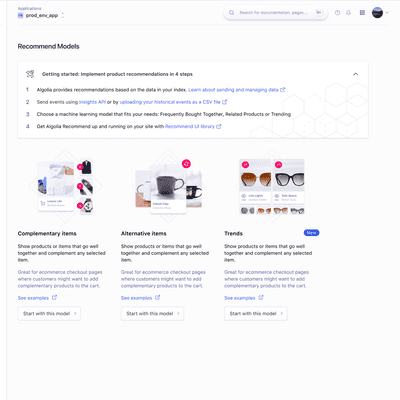 Applications
prod_env_app
Search for documentation, pages...
Recommend Models
Getting started: Implement product recommendations in 4 steps
1 Algolia provides recommendations based on the data in your index. Learn about sending and managing data
2 Send events using Insights API or by uploading your historical events as a CSV file
3 Choose a machine learning model that fits your needs: Frequently Bought Together, Related Products or Trending
4 Get Algolia Recommend up and running on your site with Recommend UI library
Complementary items
Show products or items that go well
together and complement any selected
item.
Great for ecommerce checkout pages
where customers might want to add
complementary products to the cart.
See examples
Start with this model
Alternative items
Show products or items that go well
together and complement any selected
item.
Great for ecommerce checkout pages
where customers might want to add
complementary products to the cart.
See examples
Start with this model
Trends
New
Show products or items that go well
together and complement any selected
item.
Great for ecommerce checkout pages
where customers might want to add
complementary products to the cart.
See examples
Start with this model